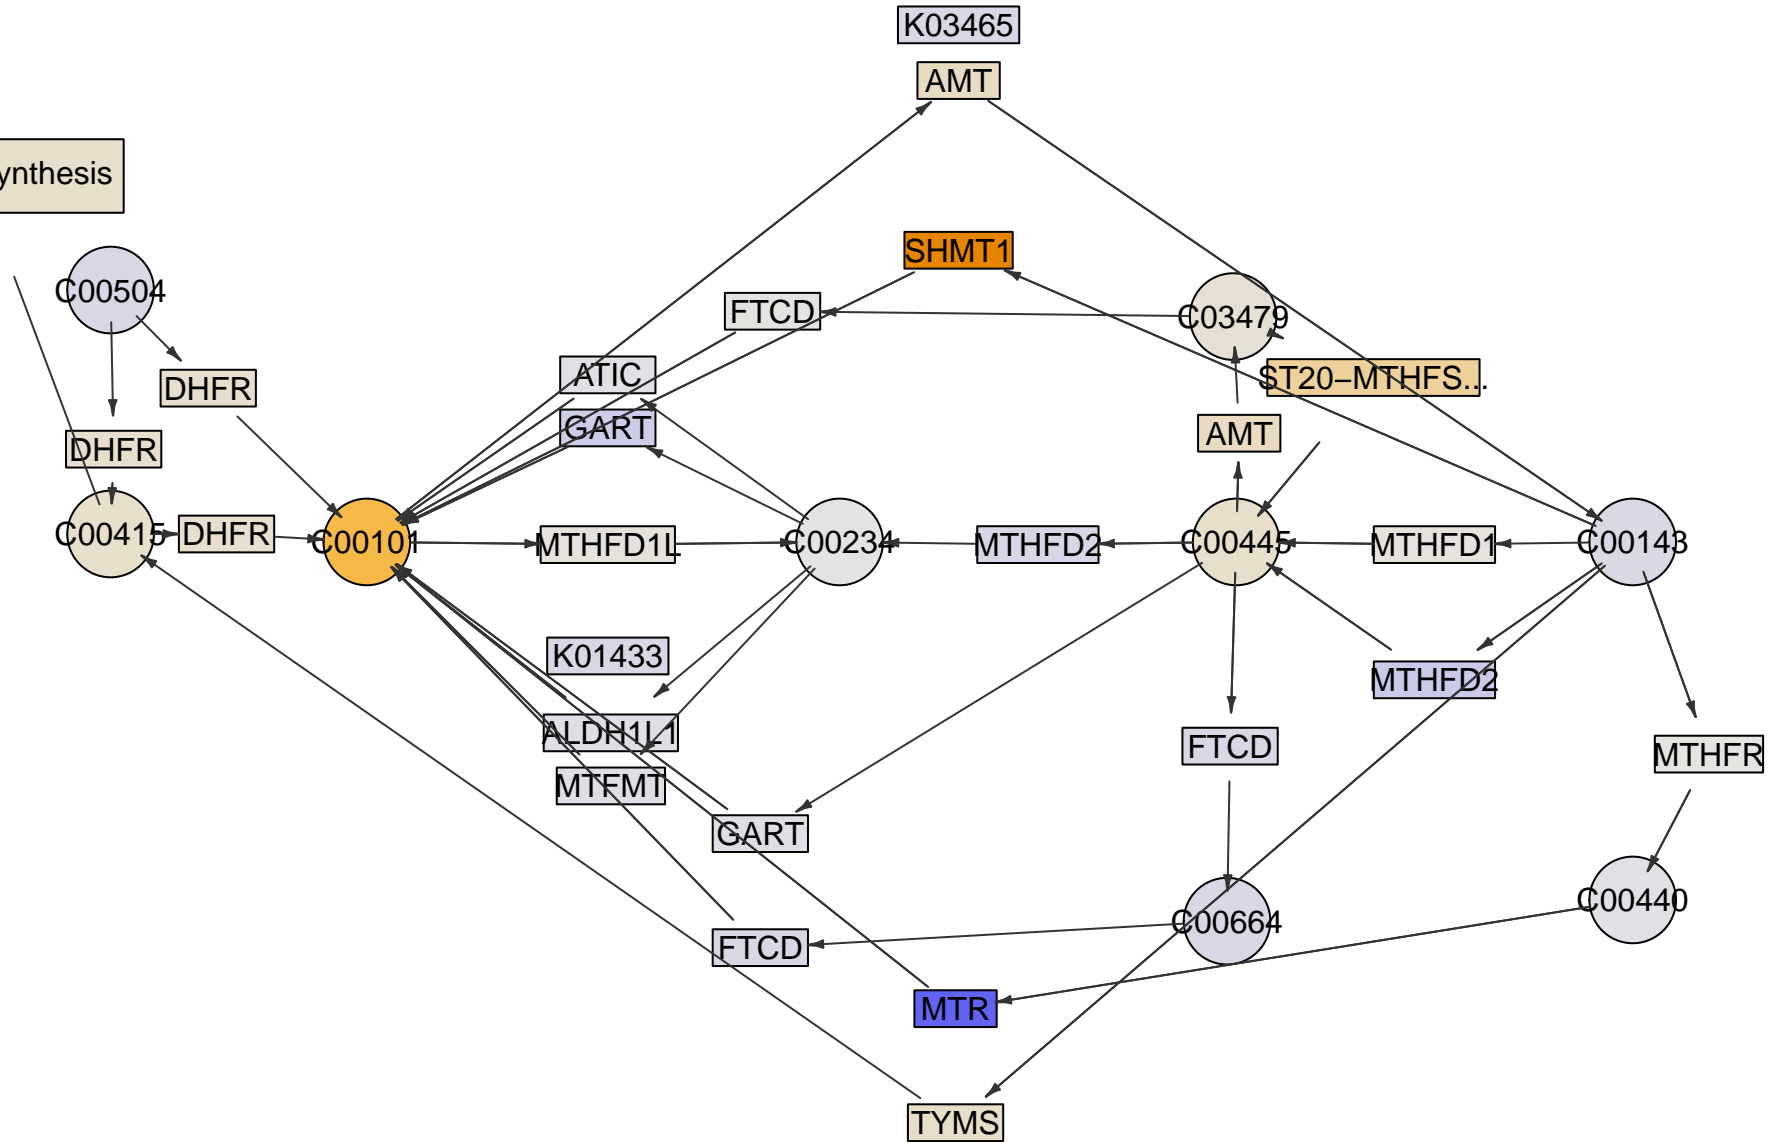 K03465
AMT
ynthesis
SHMT1
C00504
FTCD
C03479
ATIC
ST20−MTHFS...
DHFR
GART
AMT
DHFR
C00415
DHFR
C00101
MTHFD1L
C00234
MTHFD2
C00445
MTHFD1
C00143
K01433
MTHFD2
ALDH1L1
FTCD
MTHFR
MTFMT
GART
C00440
C00664
FTCD
MTR
TYMS